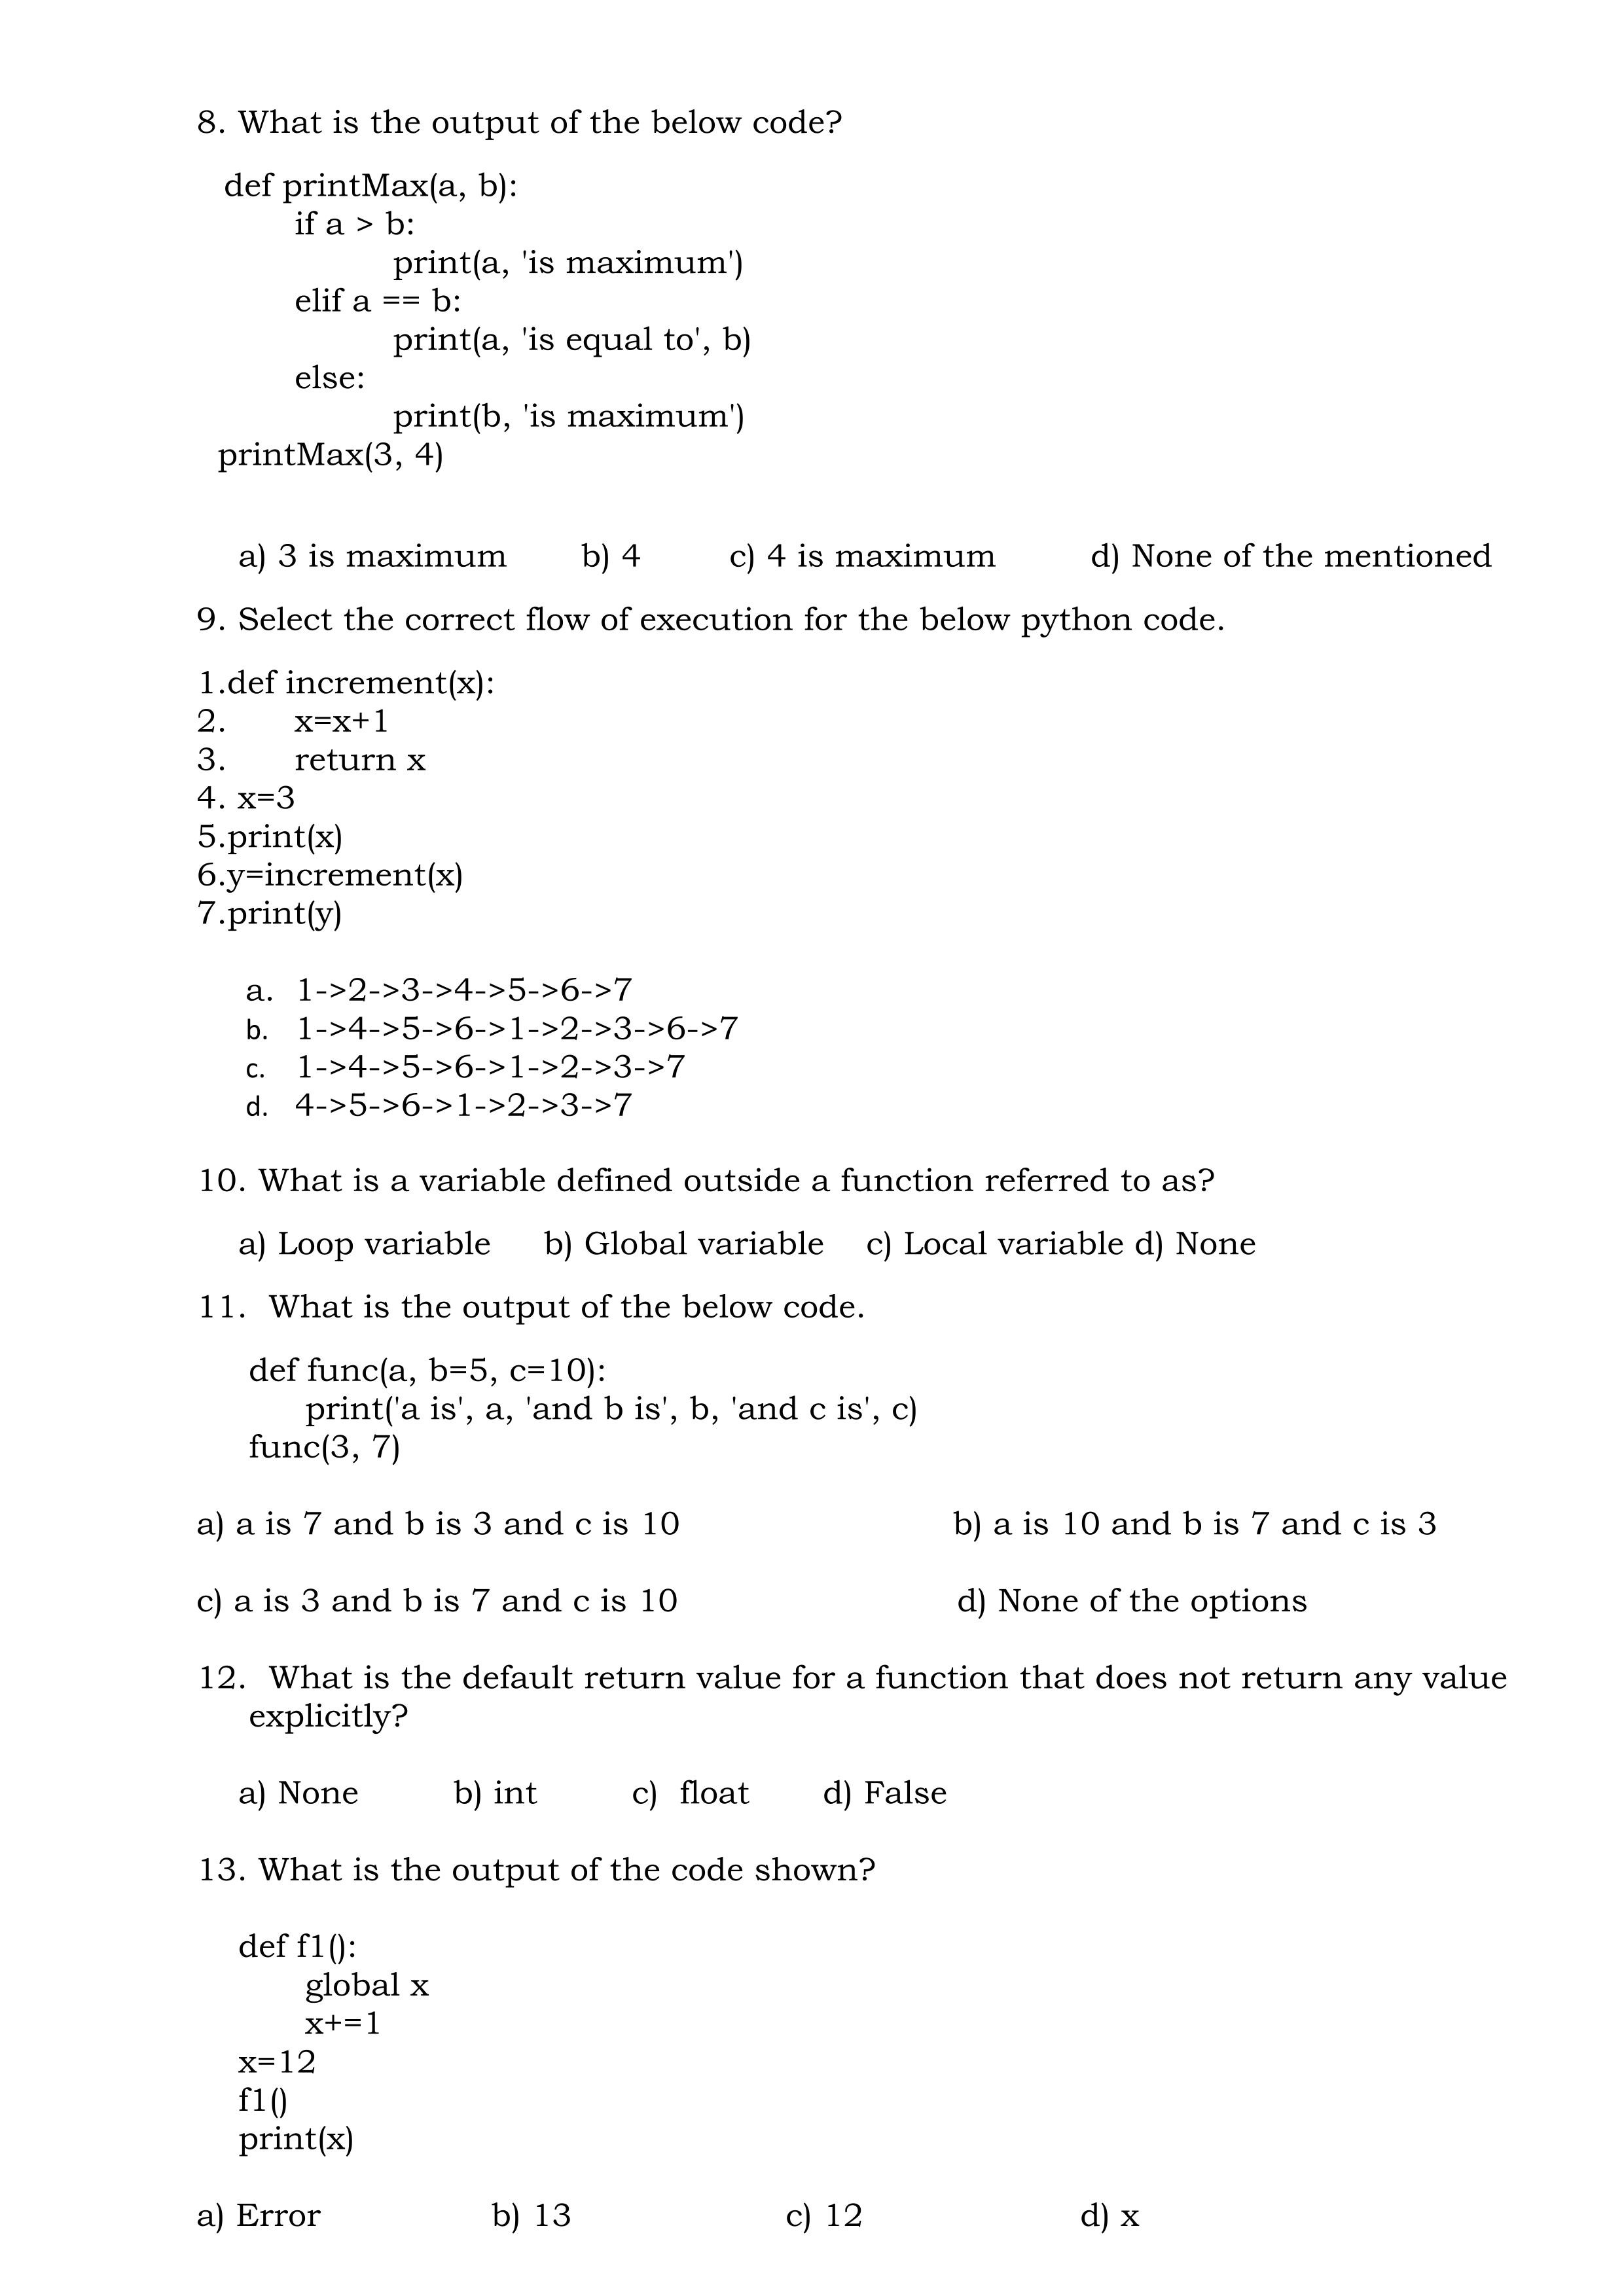 8. What is the output of the below code?
def printMax(a, b):
if a > b:
print(a, 'is maximum')
elif a == b:
print(a, 'is equal to', b)
else:
print(b, 'is maximum')
printMax(3, 4)
a) 3 is maximum b) 4 c) 4 is maximum d) None of the mentioned
9. Select the correct flow of execution for the below python code.
1.def increment(x):
2. x=x+1
3. return x
4. x=3
5.print(x)
6.y=increment(x)
7.print(y)
a. 1->2->3->4->5->6->7
b. 1->4->5->6->1->2->3->6->7
c. 1->4->5->6->1->2->3->7
d. 4->5->6->1->2->3->7
10. What is a variable defined outside a function referred to as?
a) Loop variable b) Global variable c) Local variable d) None
11. What is the output of the below code.
def func(a, b=5, c=10):
print('a is', a, 'and b is', b, 'and c is', c)
func(3, 7)
a) a is 7 and b is 3 and c is 10 b) a is 10 and b is 7 and c is 3
c) a is 3 and b is 7 and c is 10 d) None of the options
12. What is the default return value for a function that does not return any value
explicitly?
a) None b) int c) float d) False
13. What is the output of the code shown?
def f1():
global x
x+=1
x=12
f1()
print(x)
a) Error b) 13 c) 12 d) x